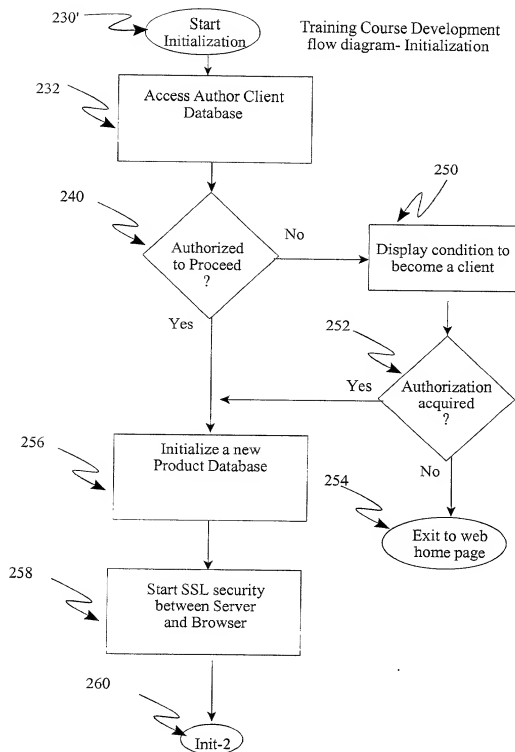 230'
Start
Initialization
Training Course Development
flow diagram- Initialization
232
Access Author Client
Database
240
Authorized
to Proceed
?
No
250
Display condition to
become a client
Yes
252
Yes
Authorization
acquired
?
256
Initialize a new
Product Database
No
254
Exit to web
home page
258
Start SSL security
between Server
and Browser
260
Init-2